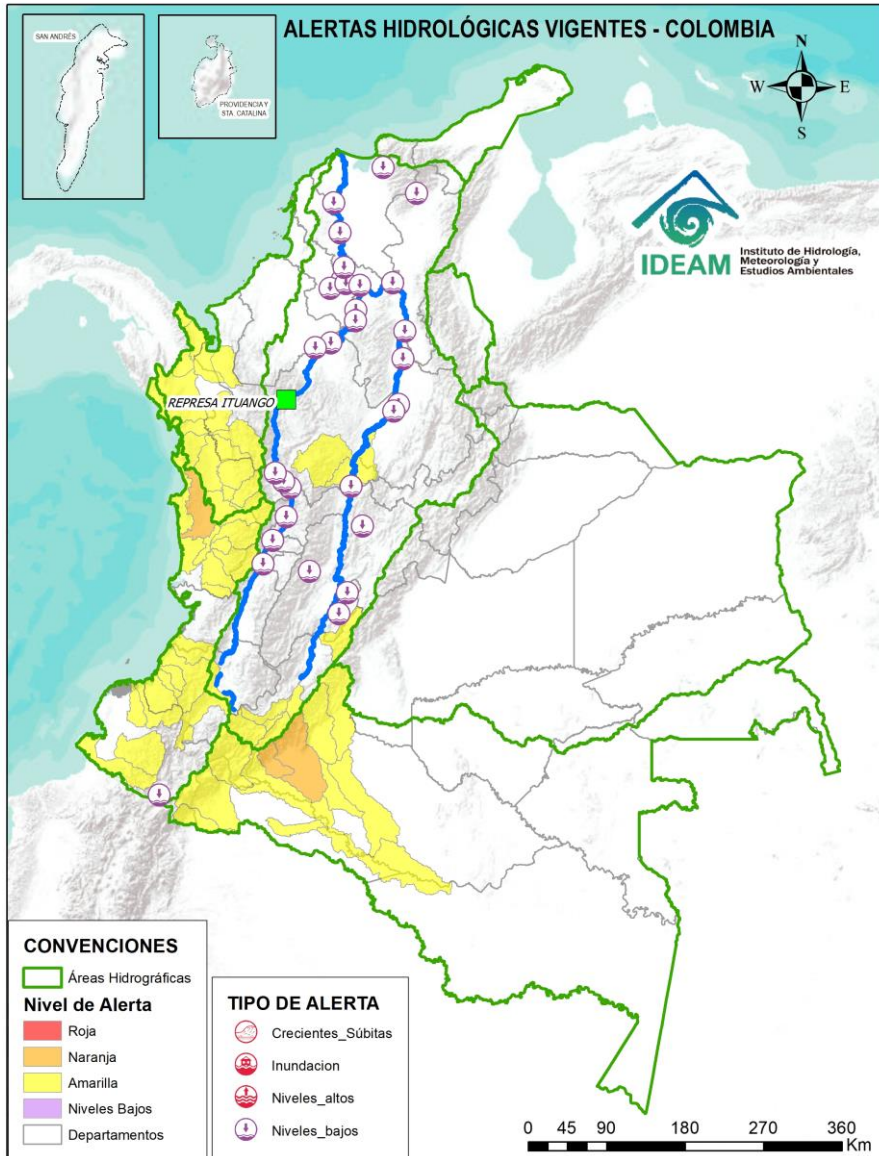 ALERTAS HIDROLÓGICAS VIGENTES - COLOMBIA
SAN ANDRÉS
PROVIDENCIA Y
STA. CATALINA
N
W
E
S
IDEAM
Instituto de Hidrología,
Meteorología y
Estudios Ambientales
REPRESA ITUANGO
CONVENCIONES
Áreas Hidrográficas
Nivel de Alerta
Roja
Naranja
Amarilla
Niveles Bajos
Departamentos
TIPO DE ALERTA
Crecientes_Súbitas
Inundacion
Niveles_altos
Niveles_bajos
0 45 90 180 270 360
Km